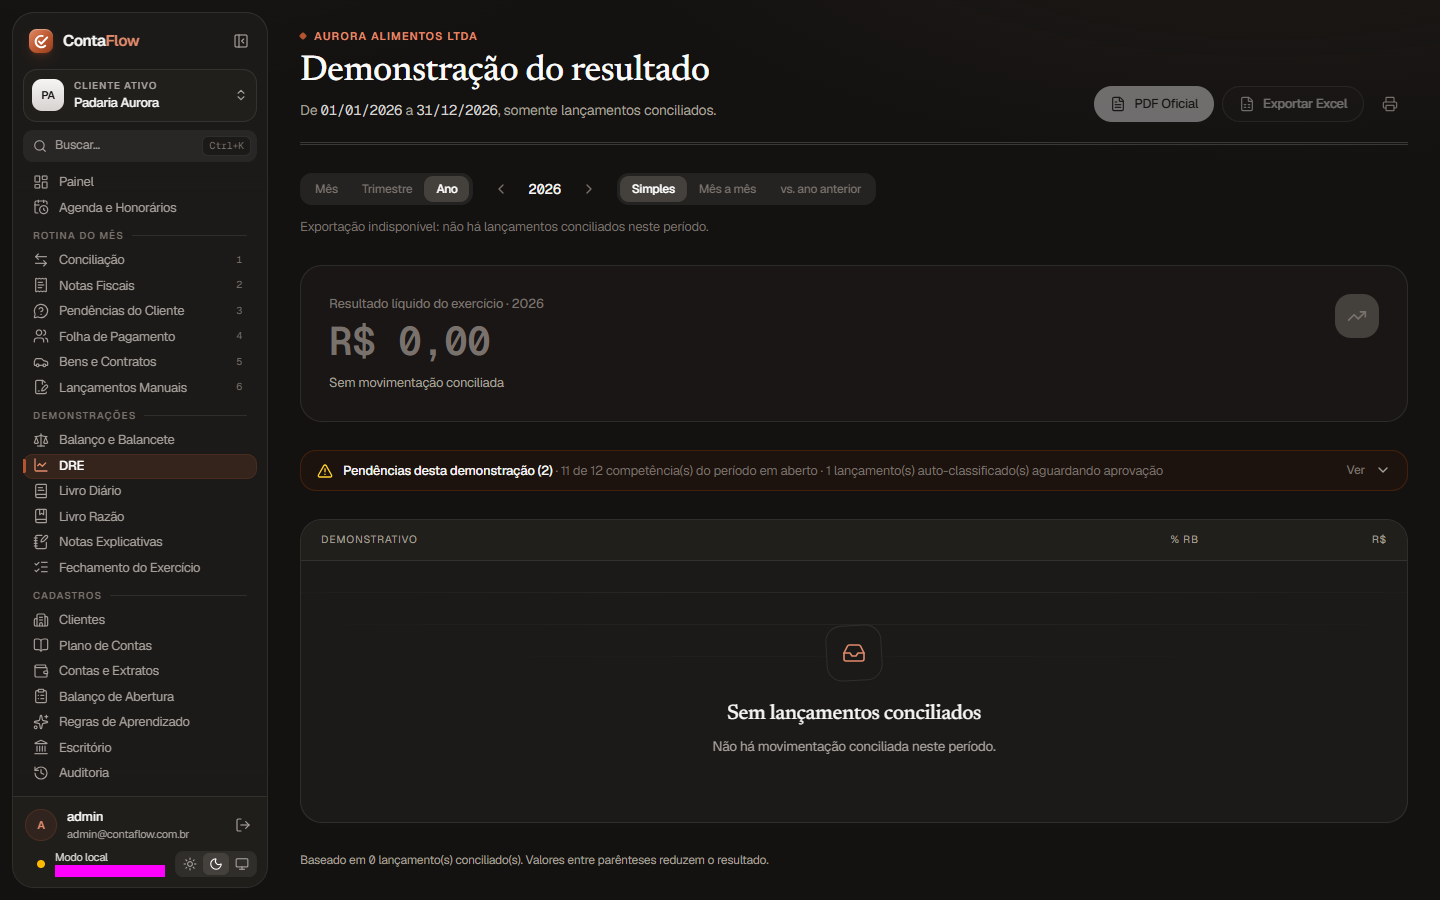 ContaFlow
PA
CLIENTE ATIVO
Padaria Aurora
Buscar... Ctrl+K
Painel
Agenda e Honorários
ROTINA DO MÊS
Conciliação 1
Notas Fiscais 2
Pendências do Cliente 3
Folha de Pagamento 4
Bens e Contratos 5
Lançamentos Manuais 6
DEMONSTRAÇÕES
Balanço e Balancete
DRE
Livro Diário
Livro Razão
Notas Explicativas
Fechamento do Exercício
CADASTROS
Clientes
Plano de Contas
Contas e Extratos
Balanço de Abertura
Regras de Aprendizado
Escritório
Auditoria
A
admin
admin@contaflow.com.br
Modo local
AURORA ALIMENTOS LTDA
Demonstração do resultado
De 01/01/2026 a 31/12/2026, somente lançamentos conciliados.
PDF Oficial Exportar Excel
Mês Trimestre Ano 2026 Simples Mês a mês vs. ano anterior
Exportação indisponível: não há lançamentos conciliados neste período.
Resultado líquido do exercício · 2026
R$ 0,00
Sem movimentação conciliada
Pendências desta demonstração (2) · 11 de 12 competência(s) do período em aberto · 1 lançamento(s) auto-classificado(s) aguardando aprovação Ver
DEMONSTRATIVO % RB R$
Sem lançamentos conciliados
Não há movimentação conciliada neste período.
Baseado em 0 lançamento(s) conciliado(s). Valores entre parênteses reduzem o resultado.